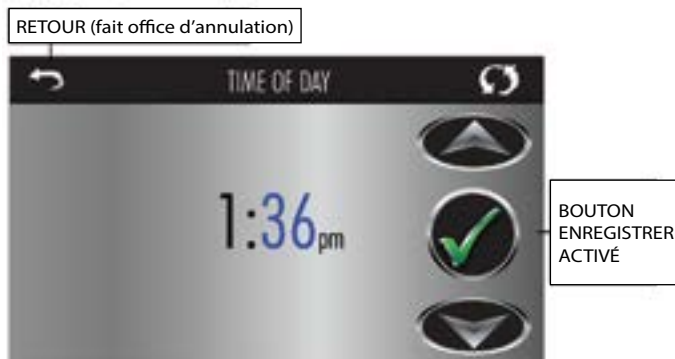 RETOUR (fait office d’annulation)
TIME OF DAY
1:36pm
BOUTON
ENREGISTRER
ACTIVÉ